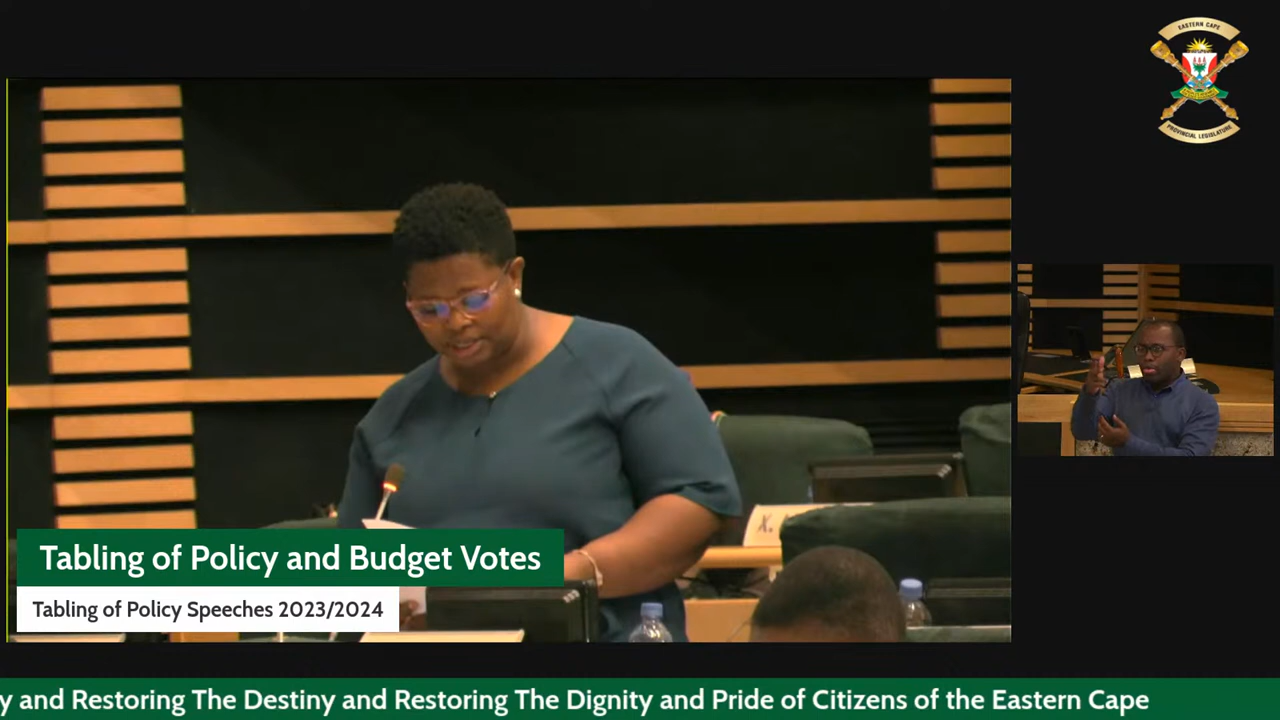 EASTERN CAPE
PROVINCIAL LEGISLATURE
X.
Tabling of Policy and Budget Votes
Tabling of Policy Speeches 2023/2024
y and Restoring The Destiny and Restoring The Dignity and Pride of Citizens of the Eastern Cape